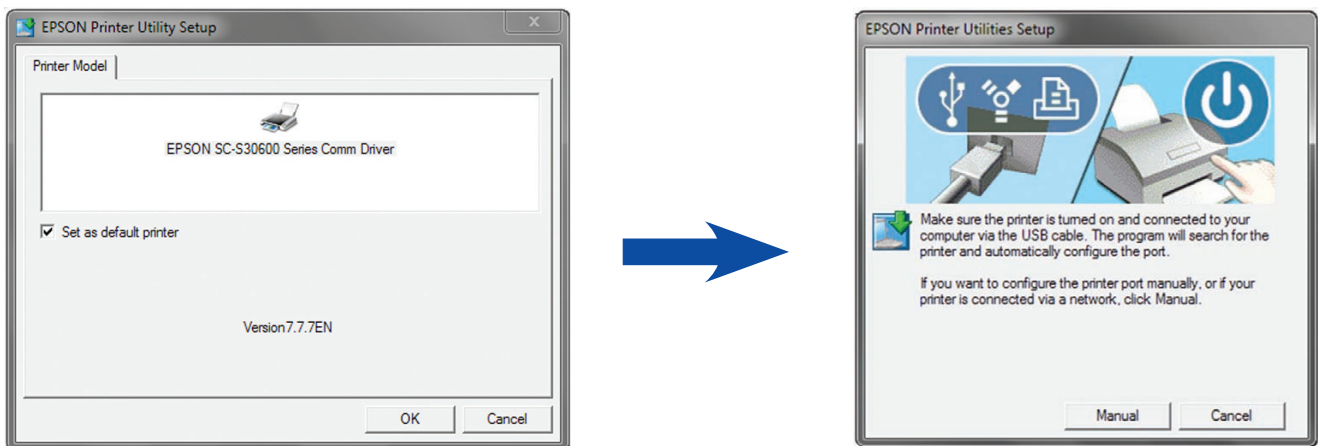 EPSON Printer Utility Setup
X
Printer Model
EPSON SC-S30600 Series Comm Driver
Set as default printer
Version7.7.7EN
OK Cancel
EPSON Printer Utilities Setup
Make sure the printer is turned on and connected to your
computer via the USB cable. The program will search for the
printer and automatically configure the port.
If you want to configure the printer port manually, or if your
printer is connected via a network, click Manual.
Manual Cancel